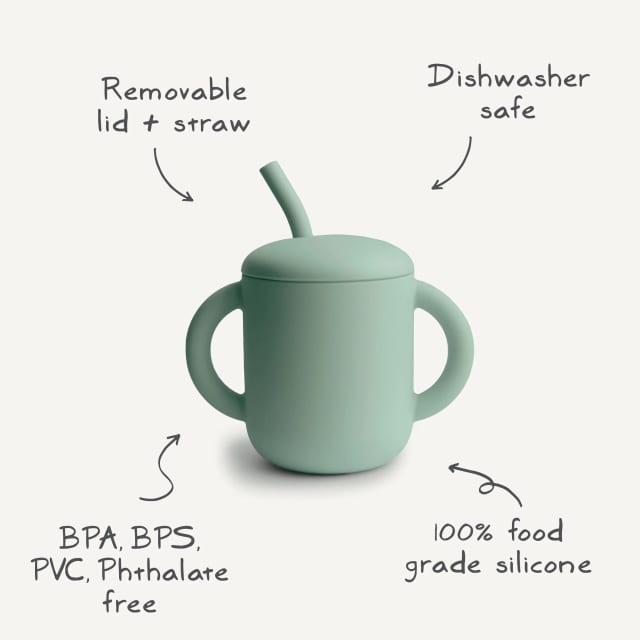 Removable
lid + straw
Dishwasher
safe
BPA, BPS,
PVC, Phthalate
free
100% food
grade silicone